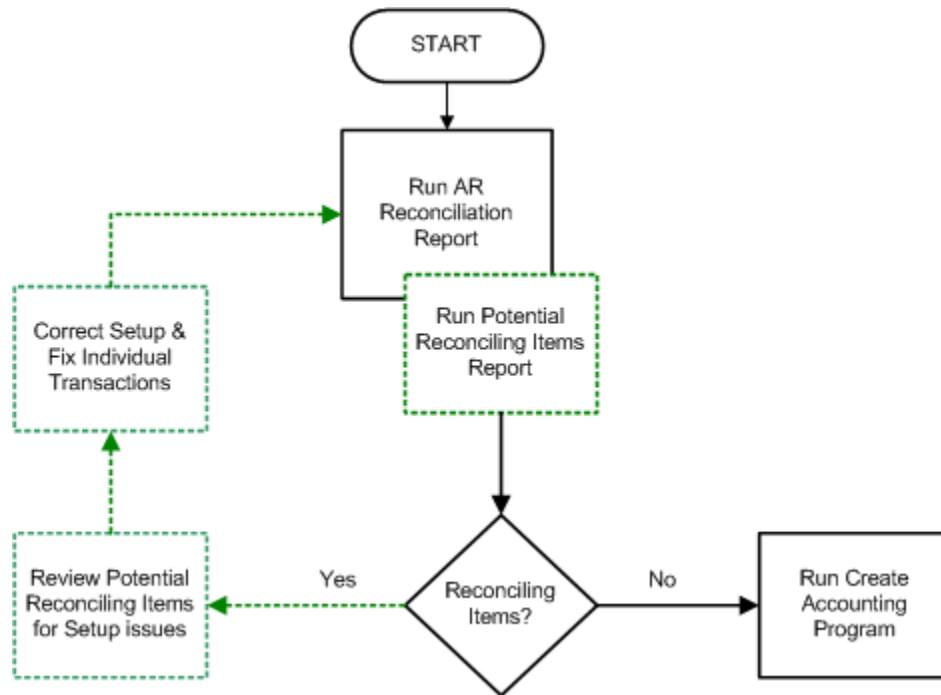 START
Run AR
Reconciliation
Report
Run Potential
Reconciling Items
Report
Correct Setup &
Fix Individual
Transactions
Review Potential
Reconciling Items
for Setup issues
Yes
Reconciling
Items?
No
Run Create
Accounting
Program